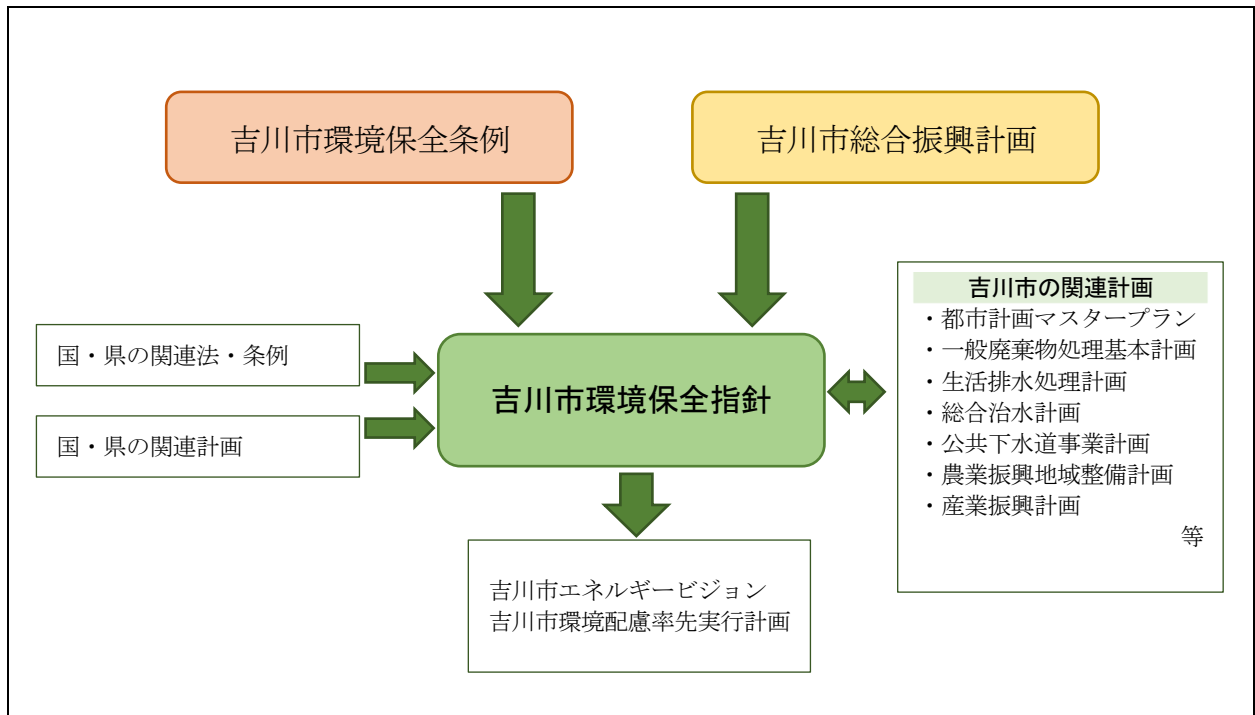 吉川市環境保全条例
吉川市総合振興計画
国・県の関連法・条例
国・県の関連計画
吉川市環境保全指針
吉川市の関連計画
・都市計画マスタープラン
・一般廃棄物処理基本計画
・生活排水処理計画
・総合治水計画
・公共下水道事業計画
・農業振興地域整備計画
・産業振興計画
等
吉川市エネルギービジョン
吉川市環境配慮率先実行計画